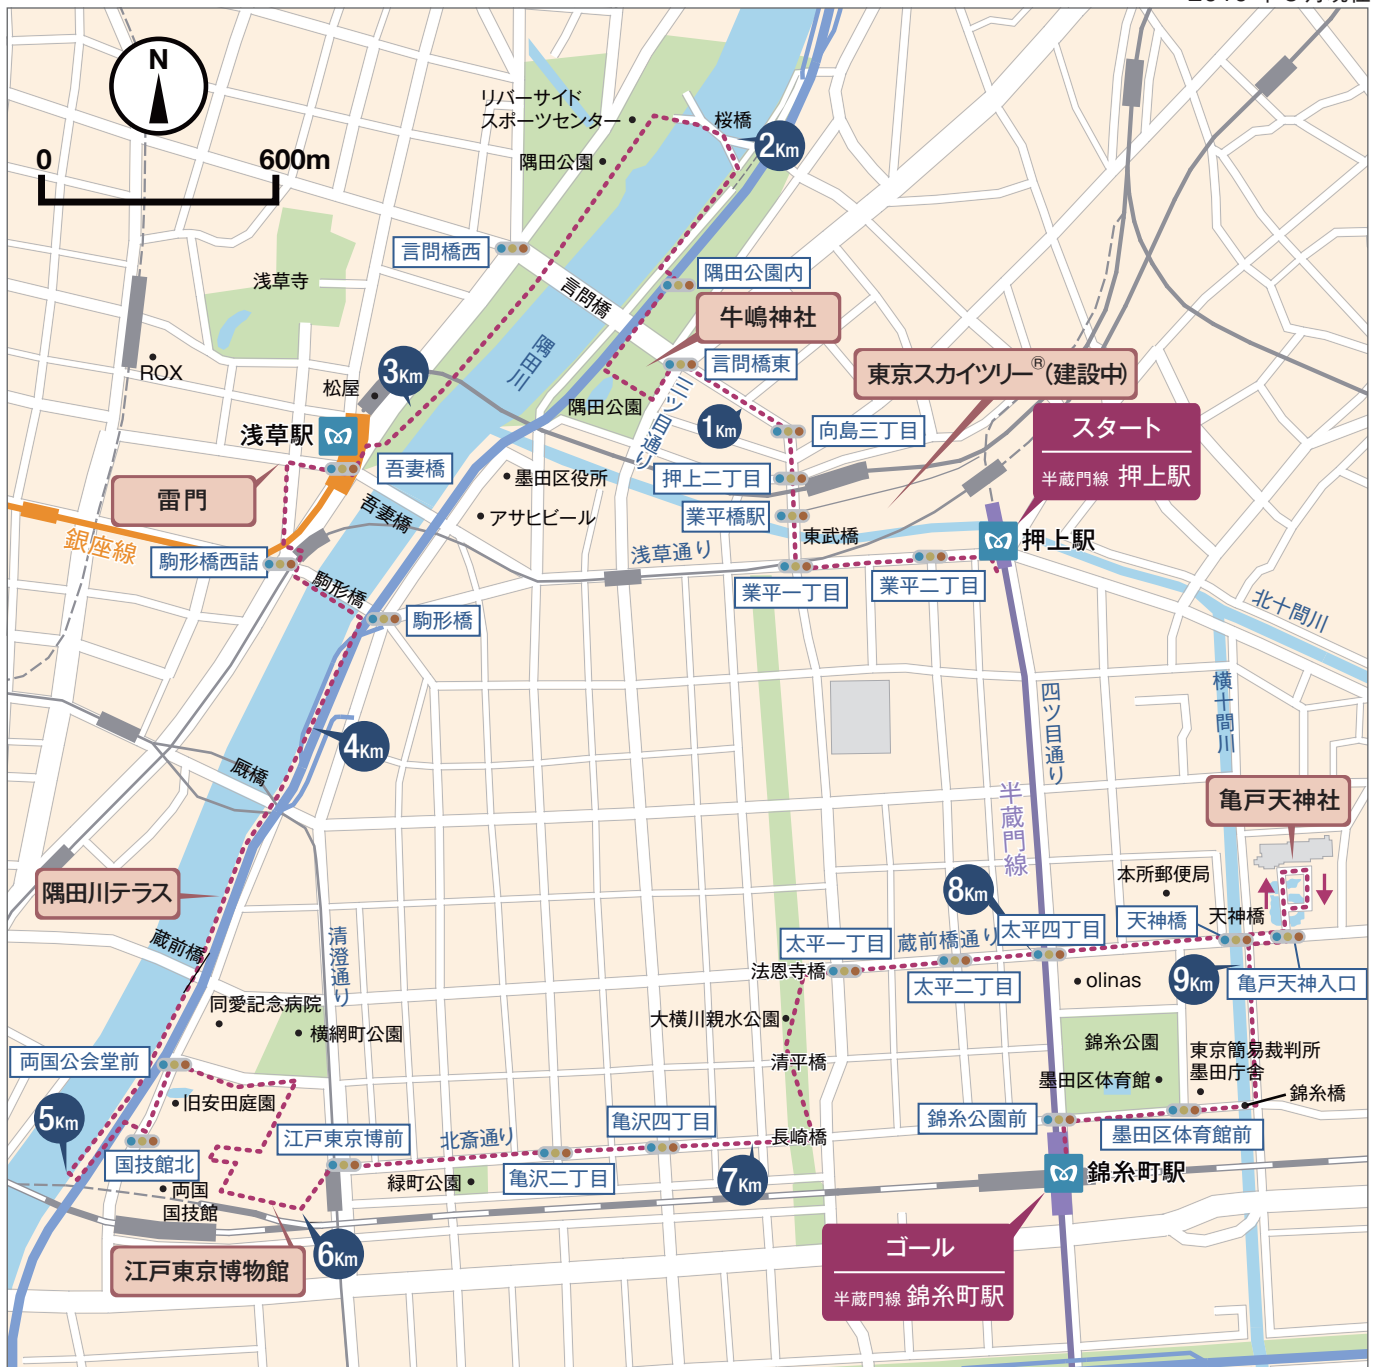 N
0
600m
リバーサイド
スポーツセンター
隅田公園
桜橋
2Km
言問橋西
言問橋
隅田公園内
浅草寺
牛嶋神社
隅田川
ROX
松屋
3Km
言問橋東
東京スカイツリー®(建設中)
隅田公園
三ツ目通り
1Km
向島三丁目
スタート
半蔵門線 押上駅
浅草駅
吾妻橋
雷門
墨田区役所
押上二丁目
吾妻橋
アサヒビール
業平橋駅
東武橋
押上駅
銀座線
駒形橋西詰
浅草通り
業平一丁目
業平二丁目
駒形橋
駒形橋
北十間川
四ツ目通り
横十間川
4Km
厩橋
半蔵門線
亀戸天神社
隅田川テラス
8Km
本所郵便局
天神橋
天神橋
蔵前橋
清澄通り
太平一丁目
蔵前橋通り
太平四丁目
法恩寺橋
太平二丁目
olinas
9Km
亀戸天神入口
同愛記念病院
横網町公園
大横川親水公園
清平橋
錦糸公園
東京簡易裁判所
墨田庁舎
両国公会堂前
旧安田庭園
墨田区体育館
錦糸橋
5Km
江戸東京博前
北斎通り
亀沢四丁目
長崎橋
錦糸公園前
墨田区体育館前
国技館北
亀沢二丁目
緑町公園
7Km
錦糸町駅
両国
国技館
6Km
江戸東京博物館
ゴール
半蔵門線 錦糸町駅